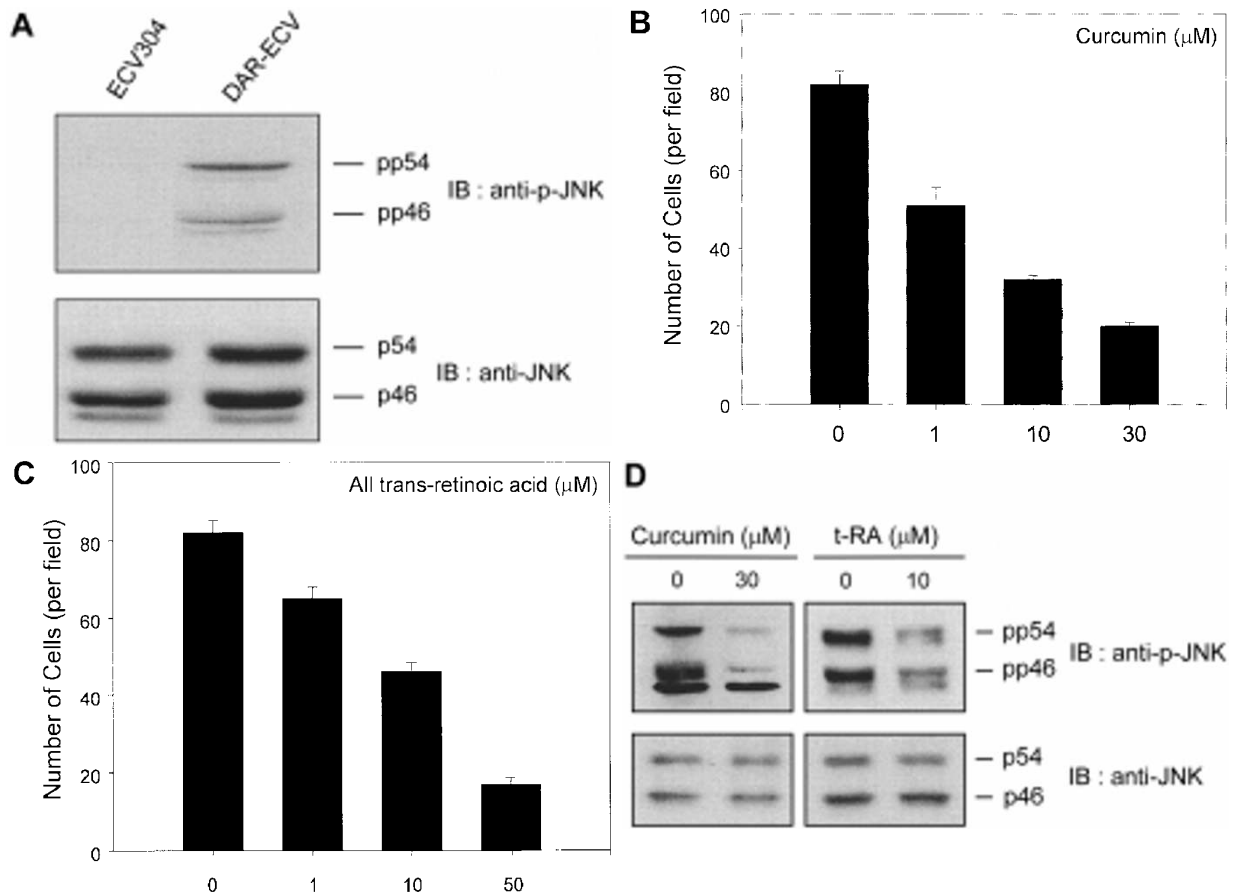 A
ECV304
DAR-ECV
pp54
pp46
IB : anti-p-JNK
p54
p46
IB : anti-JNK
B
Curcumin (μM)
Number of Cells (per field)
100
80
60
40
20
0
0 1 10 30
C
All trans-retinoic acid (μM)
Number of Cells (per field)
100
80
60
40
20
0
0 1 10 50
D
Curcumin (μM) t-RA (μM)
0 30 0 10
pp54
pp46
IB : anti-p-JNK
p54
p46
IB : anti-JNK